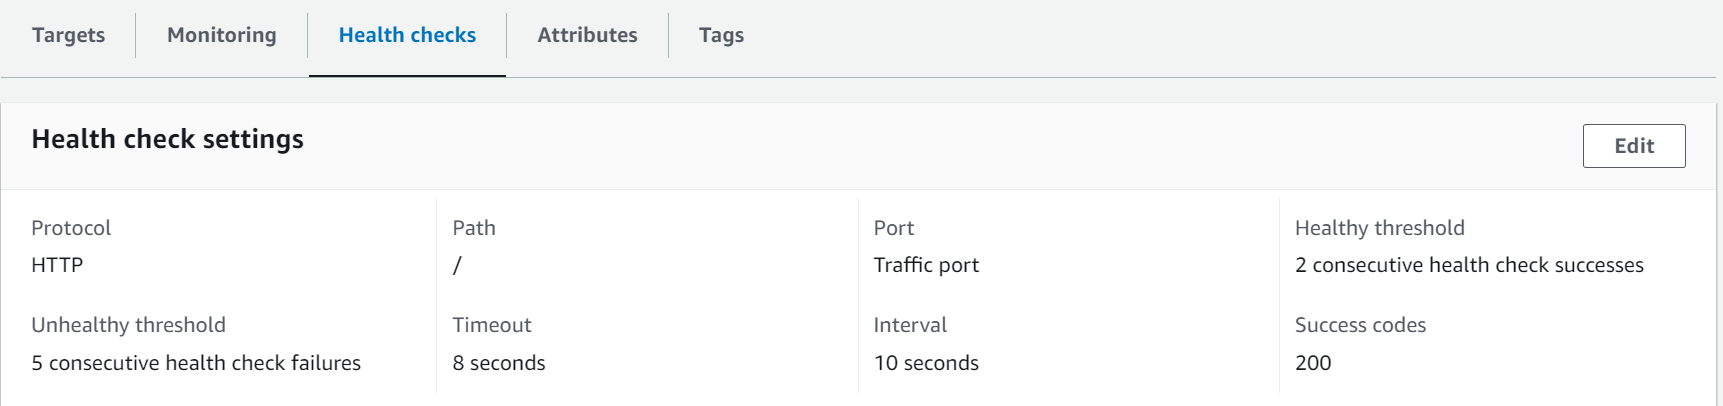 Targets Monitoring Health checks Attributes Tags
Health check settings
Edit
Protocol Path Port Healthy threshold
HTTP / Traffic port 2 consecutive health check successes
Unhealthy threshold Timeout Interval Success codes
5 consecutive health check failures 8 seconds 10 seconds 200